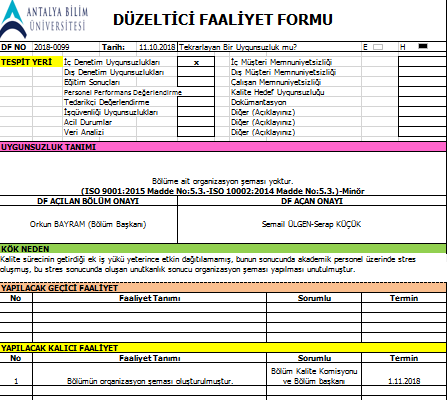 ANTALYA BİLİM
ÜNİVERSİTESİ
DÜZELTİCİ FAALİYET FORMU
DF NO 2018-0099 Tarih: 11.10.2018 Tekrarlayan Bir Uygunsuzluk mu? E H
TESPİT YERİ İç Denetim Uygunsuzlukları x İç Müşteri Memnuniyetsizliği
Dış Denetim Uygunsuzlukları Dış Müşteri Memnuniyetsizliği
Eğitim Sonuçları Çalışan Memnuniyetsizliği
Personel Performans Değerlendirme Kalite Hedef Uygunsuzluğu
Tedarikçi Değerlendirme Dokümantasyon
İşgüvenliği Uygunsuzlukları Diğer (Açıklayınız)
Acil Durumlar Diğer (Açıklayınız)
Veri Analizi Diğer (Açıklayınız)
UYGUNSUZLUK TANIMI
Bölüme ait organizasyon şeması yoktur.
(ISO 9001:2015 Madde No:5.3.-ISO 10002:2014 Madde No:5.3.)-Minör
DF AÇILAN BÖLÜM ONAYI DF AÇAN ONAYI
Orkun BAYRAM (Bölüm Başkanı) Semail ÜLGEN-Serap KÜÇÜK
KÖK NEDEN
Kalite sürecinin getirdiği ek iş yükü yeterince etkin dağıtılamamış, bunun sonucunda akademik personel üzerinde stres
oluşmuş, bu stres sonucunda oluşan unutkanlık sonucu organizasyon şeması yapılması unutulmuştur.
YAPILACAK GEÇİCİ FAALİYET
No Faaliyet Tanımı Sorumlu Termin
YAPILACAK KALICI FAALİYET
No Faaliyet Tanımı Sorumlu Termin
1 Bölümün organizasyon şeması oluşturulmuştur. Bölüm Kalite Komisyonu
ve Bölüm başkanı 1.11.2018